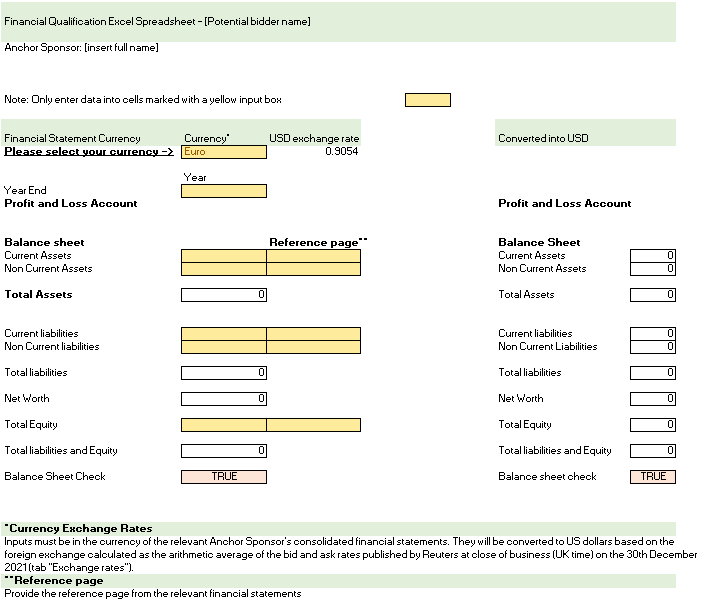 Financial Qualification Excel Spreadsheet – [Potential bidder name]
Anchor Sponsor: [insert full name]
Note: Only enter data into cells marked with a yellow input box
Financial Statement Currency Currency* USD exchange rate Converted into USD
Please select your currency –> Euro 0.9054
Year
Year End
Profit and Loss Account Profit and Loss Account
Balance sheet Reference page** Balance Sheet
Current Assets Current Assets 0
Non Current Assets Non Current Assets 0
Total Assets 0 Total Assets 0
Current liabilities Current liabilities 0
Non Current liabilities Non Current Liabilities 0
Total liabilities 0 Total liabilities 0
Net Worth 0 Net Worth 0
Total Equity Total Equity 0
Total liabilities and Equity 0 Total liabilities and Equity 0
Balance Sheet Check TRUE Balance sheet check TRUE
*Currency Exchange Rates
Inputs must be in the currency of the relevant Anchor Sponsor's consolidated financial statements. They will be converted to US dollars based on the
foreign exchange calculated as the arithmetic average of the bid and ask rates published by Reuters at close of business (UK time) on the 30th December
2021 (tab "Exchange rates").
**Reference page
Provide the reference page from the relevant financial statements